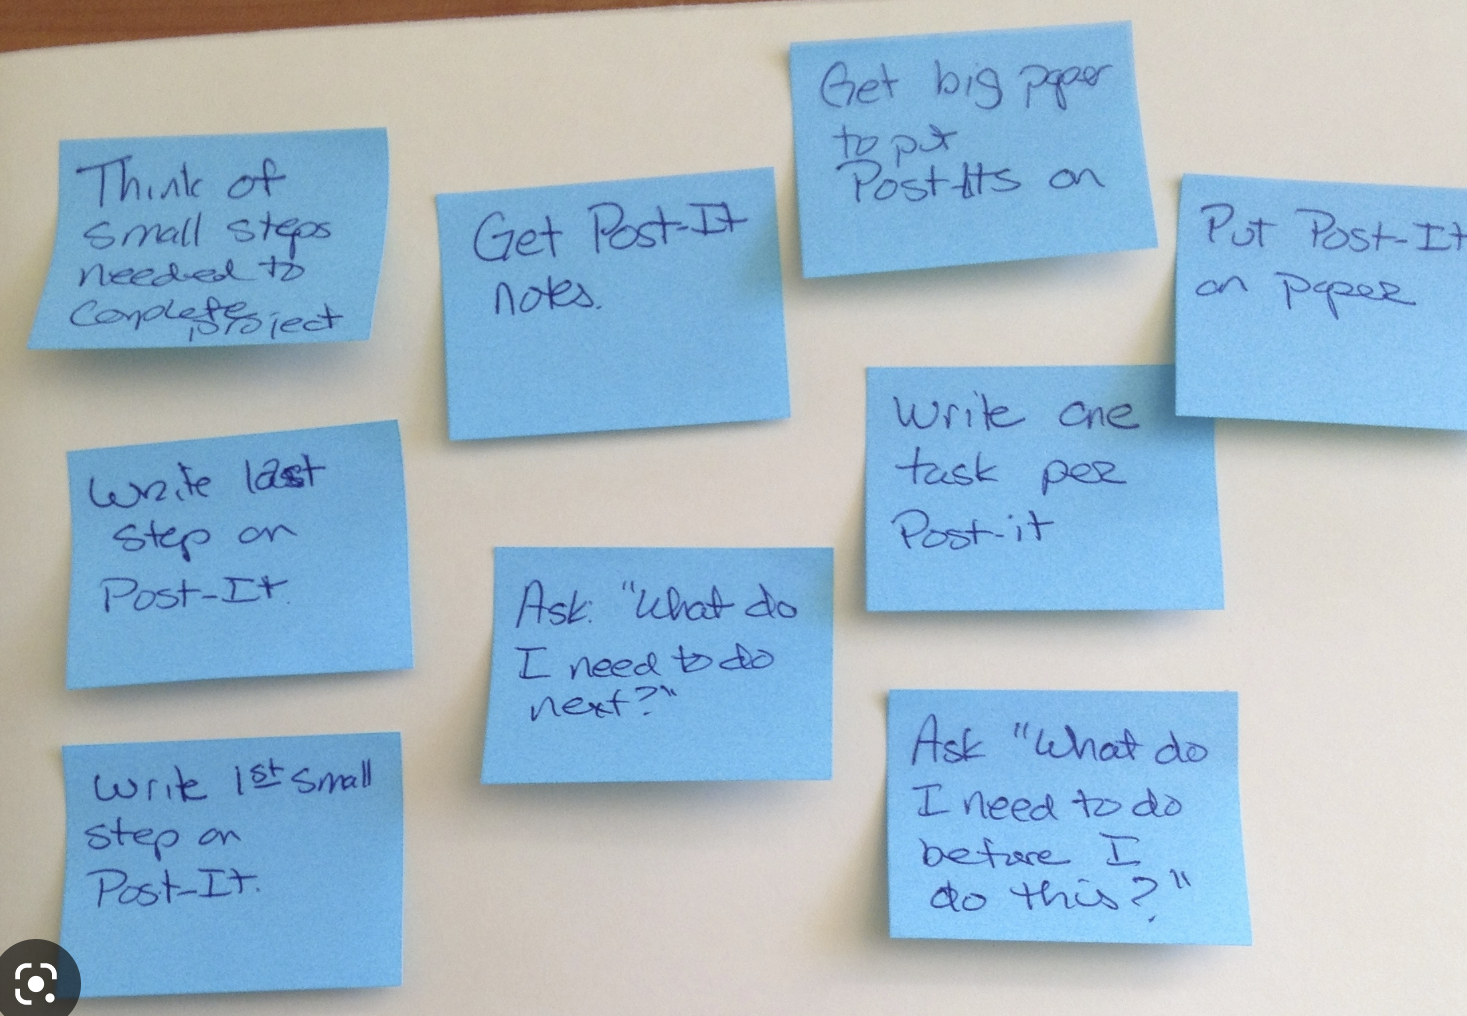 Think of
small steps
needed to
Complete
project
Get Post-It
notes.
Get big paper
to put
Post-Its on
Put Post-It
on paper
Write last
step on
Post-It.
Ask: "What do
I need to do
next?"
Write one
task per
Post-it
Write 1st small
step on
Post-It.
Ask "What do
I need to do
before I
do this?"